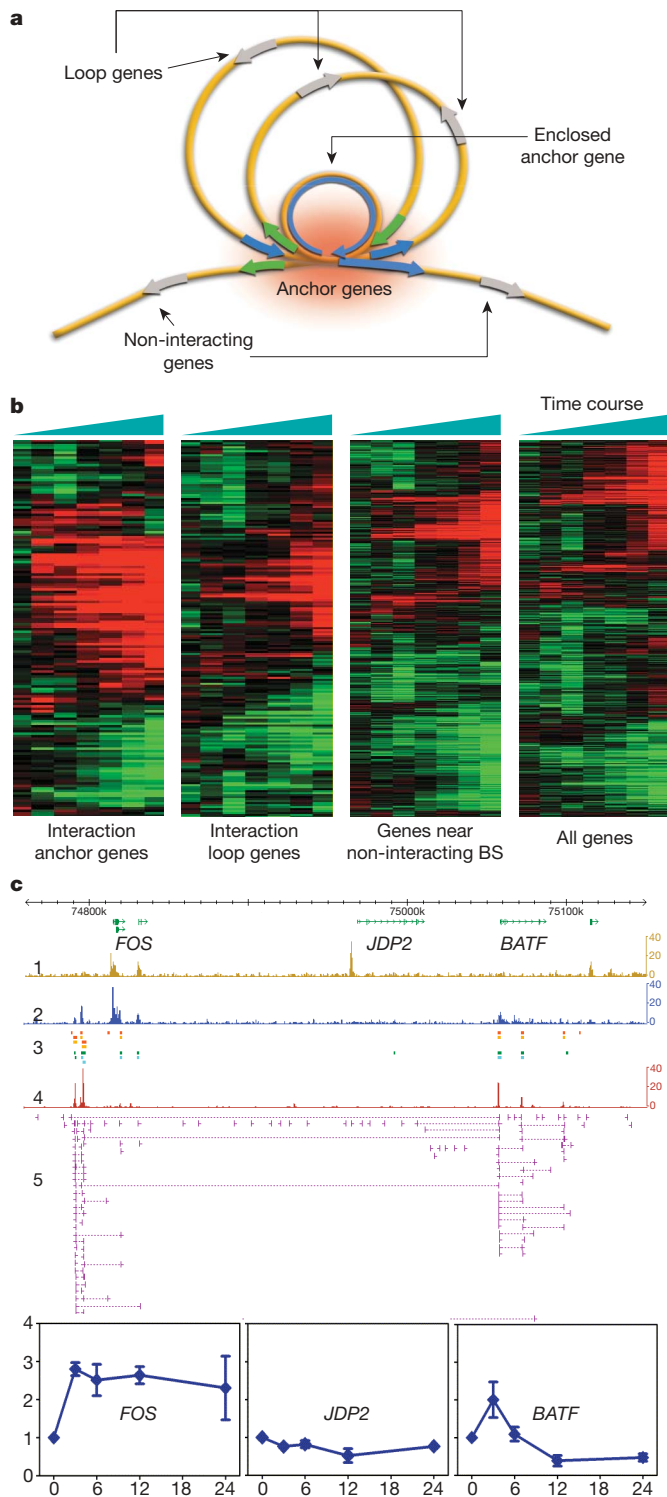 a
Loop genes
Enclosed
anchor gene
Anchor genes
Non-interacting
genes
b
Time course
Interaction
anchor genes
Interaction
loop genes
Genes near
non-interacting BS
All genes
c
74800k 75000k 75100k
FOS JDP2 BATF
1
40
20
0
2
40
20
0
3
4
40
20
0
5
4
3
2
1
0
FOS
JDP2
BATF
0 6 12 18 24 0 6 12 18 24 0 6 12 18 24